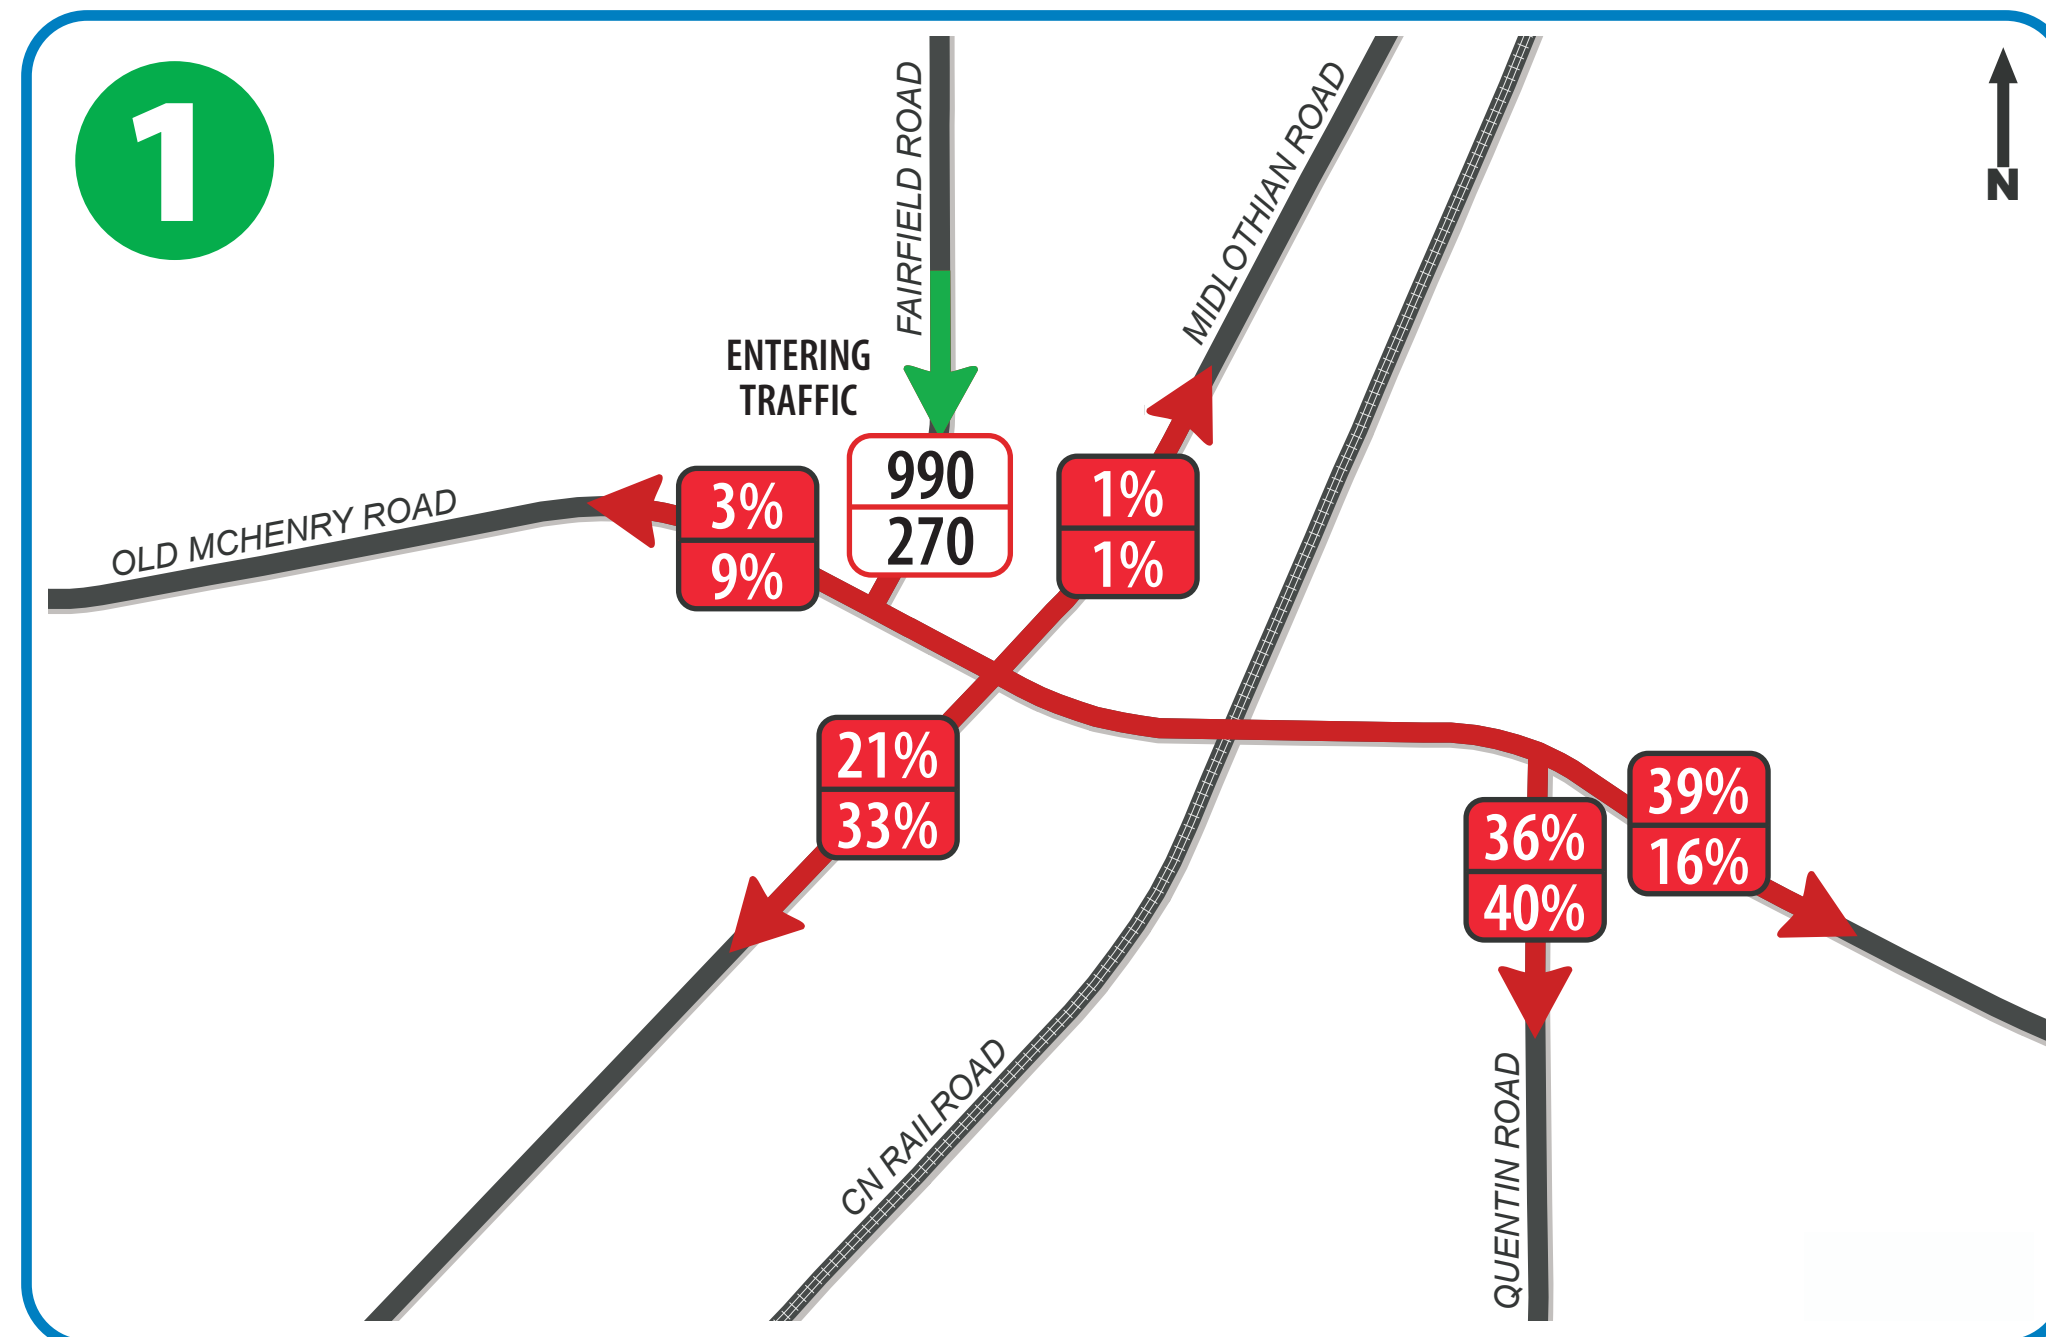 1
N
FAIRFIELD ROAD
MIDLOTHIAN ROAD
ENTERING
TRAFFIC
990
270
1%
1%
3%
9%
OLD MCHENRY ROAD
21%
33%
39%
16%
36%
40%
CN RAILROAD
QUENTIN ROAD